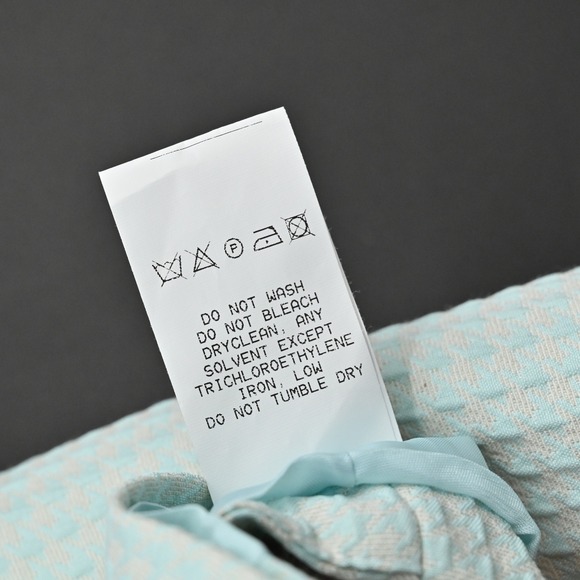 P
DO NOT WASH
DO NOT BLEACH
DRYCLEAN, ANY
SOLVENT EXCEPT
TRICHLOROETHYLENE
IRON, LOW
DO NOT TUMBLE DRY